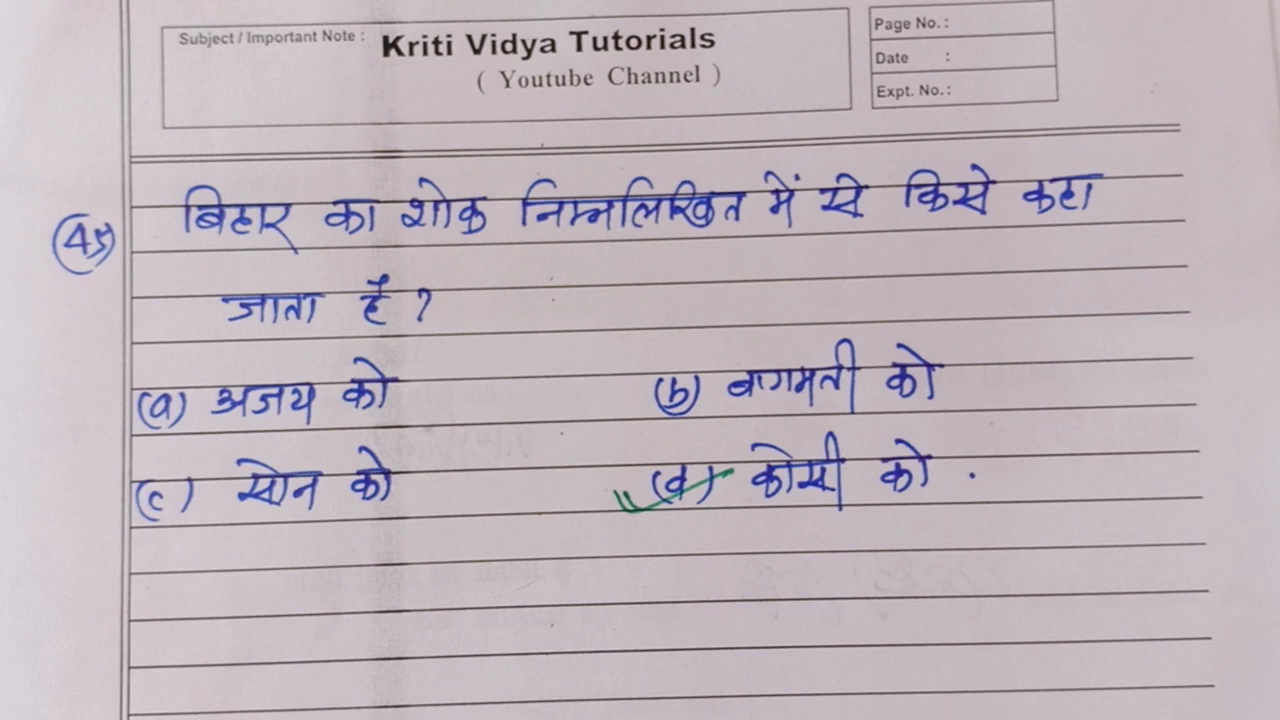 Subject / Important Note : Kriti Vidya Tutorials
( Youtube Channel )
Page No. :
Date :
Expt. No. :
(45) बिहार का शोक निम्नलिखित में से किसे कहा
जाता है ?
(a) अजय को (b) बागमती को
(c) सोन को (d) कोसी को .